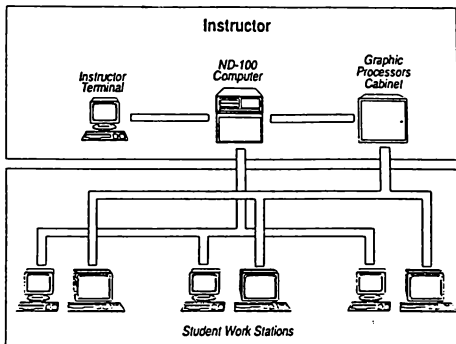 Instructor
Instructor
Terminal
ND-100
Computer
Graphic
Processors
Cabinet
Student Work Stations